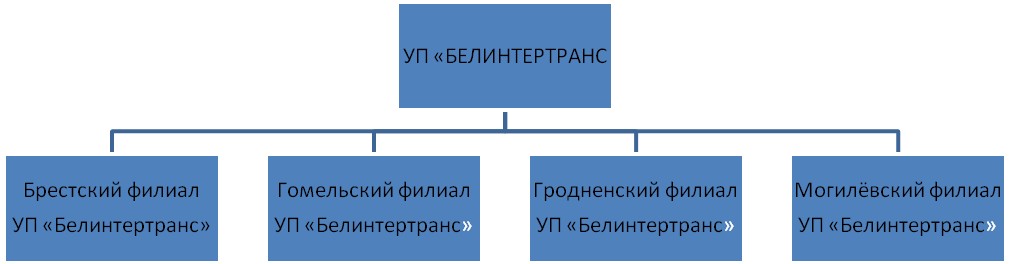 УП «БЕЛИНТЕРТРАНС
Брестский филиал
УП «Белинтертранс»
Гомельский филиал
УП «Белинтертранс»
Гродненский филиал
УП «Белинтертранс»
Могилёвский филиал
УП «Белинтертранс»